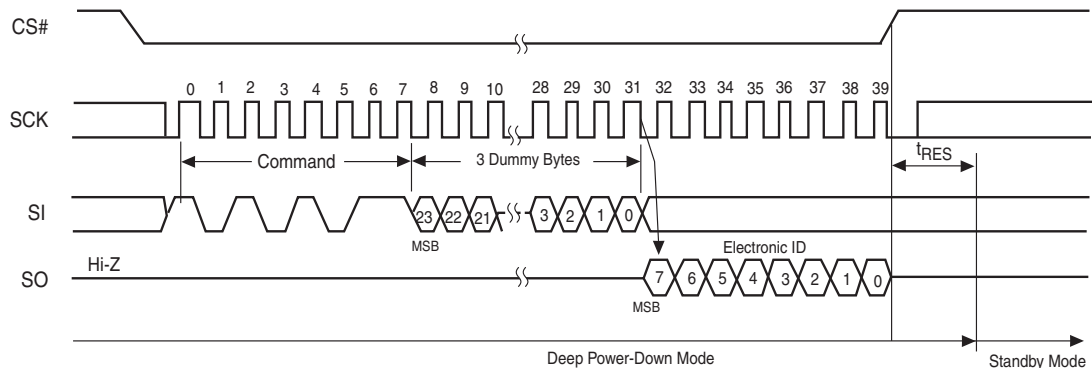 CS#
0 1 2 3 4 5 6 7 8 9 10 28 29 30 31 32 33 34 35 36 37 38 39
SCK
Command
3 Dummy Bytes
tRES
SI
23 22 21 3 2 1 0
MSB
Electronic ID
Hi-Z
SO
7 6 5 4 3 2 1 0
MSB
Deep Power-Down Mode
Standby Mode